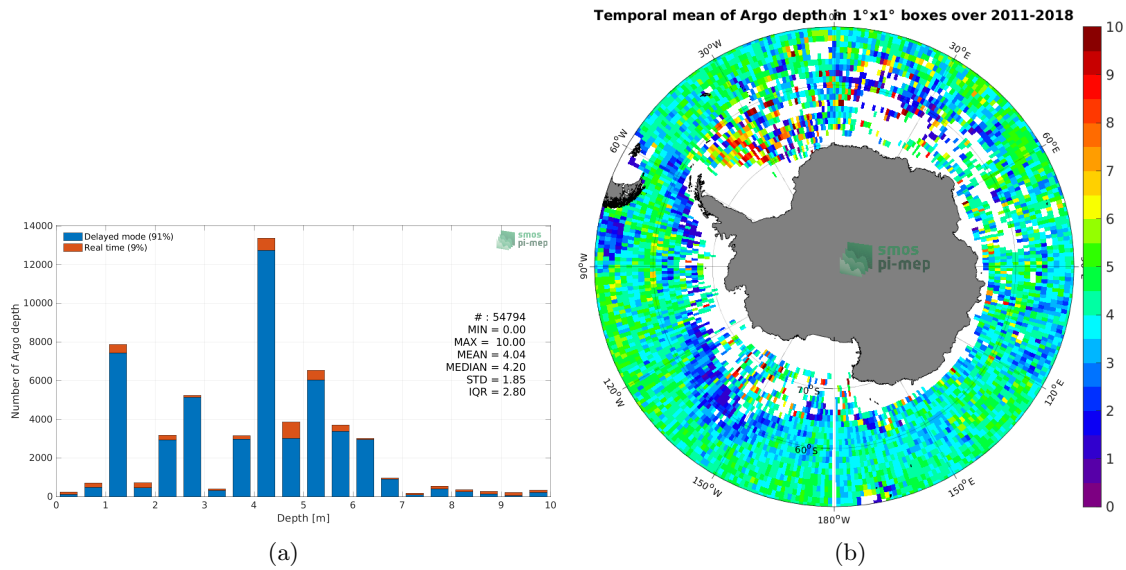 Temporal mean of Argo depth in 1°x1° boxes over 2011-2018
Delayed mode (91%)
Real time (9%)
smos
pi-mep
# : 54794
MIN = 0.00
MAX = 10.00
MEAN = 4.04
MEDIAN = 4.20
STD = 1.85
IQR = 2.80
Number of Argo depth
14000
12000
10000
8000
6000
4000
2000
0
0 1 2 3 4 5 6 7 8 9 10
Depth [m]
(a)
30°W
30°E
60°W
60°E
90°W
smos
pi-mep
120°W
120°E
70°S
60°S
150°W
150°E
180°W
10
9
8
7
6
5
4
3
2
1
0
(b)